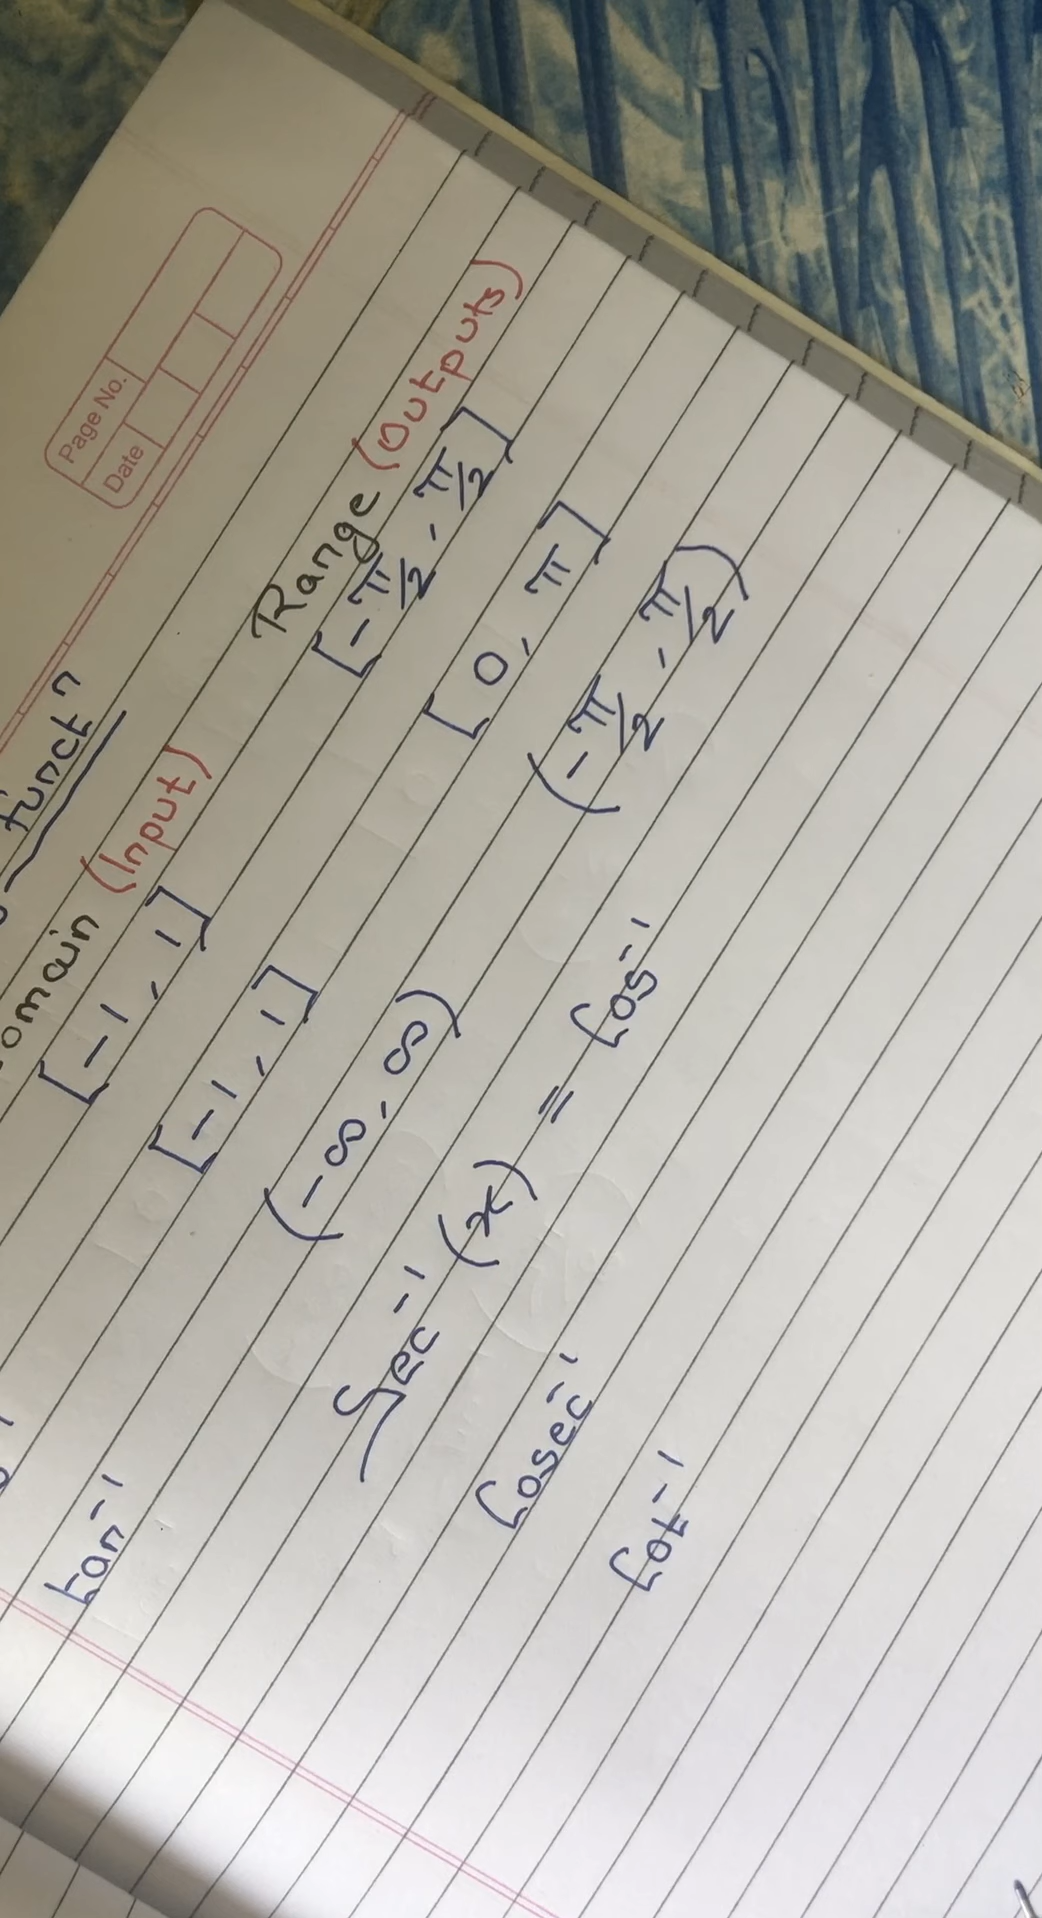 Page No.
Date
funct^n
omain (Input) Range (Outputs)
[-1, 1] [-π/2, π/2]
[-1, 1] [0, π]
tan^-1 (-∞, ∞) (-π/2, π/2)
Sec^-1 (x) = Cos^-1
Cosec^-1
Cot^-1